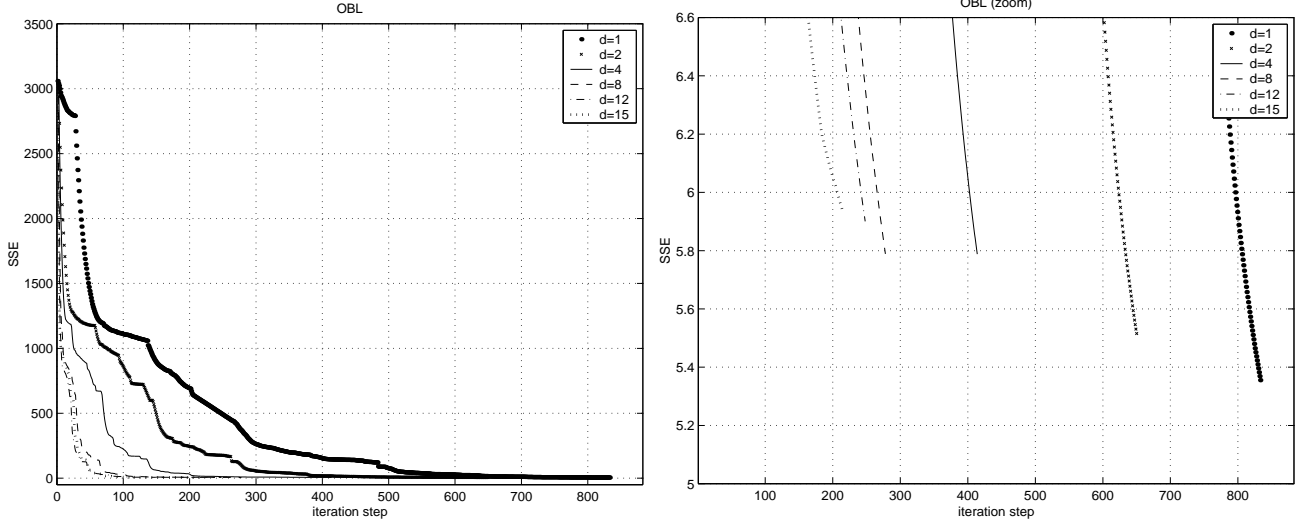 OBL
3500
3000
2500
2000
1500
1000
500
0
SSE
0 100 200 300 400 500 600 700 800
iteration step
d=1
d=2
d=4
d=8
d=12
d=15
OBL (zoom)
6.6
6.4
6.2
6
5.8
5.6
5.4
5.2
5
SSE
100 200 300 400 500 600 700 800
iteration step
d=1
d=2
d=4
d=8
d=12
d=15